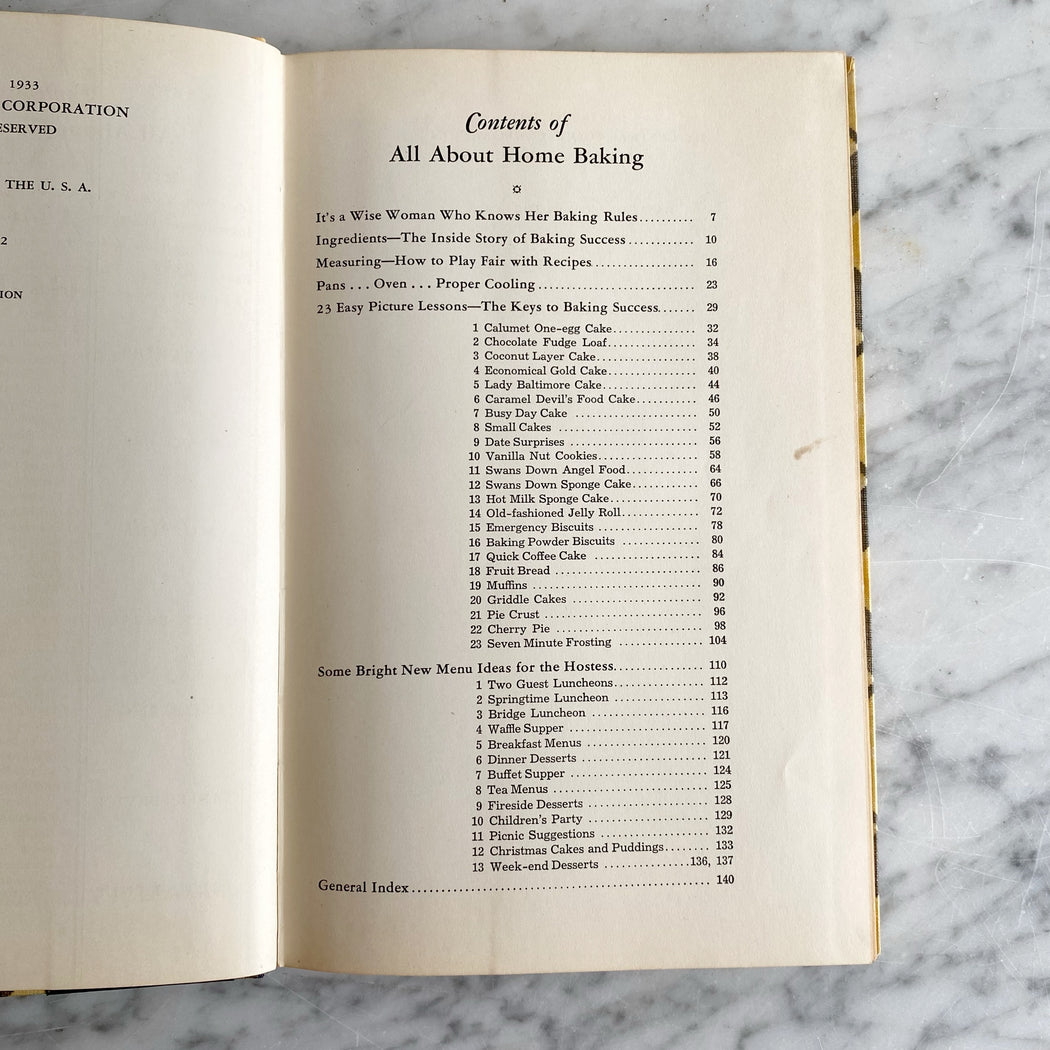 1933
CORPORATION
ESERVED
THE U. S. A.
2
ION
Contents of
All About Home Baking
It's a Wise Woman Who Knows Her Baking Rules.......... 7
Ingredients—The Inside Story of Baking Success............ 10
Measuring—How to Play Fair with Recipes.................. 16
Pans . . . Oven . . . Proper Cooling........................... 23
23 Easy Picture Lessons—The Keys to Baking Success....... 29
1 Calumet One-egg Cake.............. 32
2 Chocolate Fudge Loaf............... 34
3 Coconut Layer Cake................. 38
4 Economical Gold Cake............... 40
5 Lady Baltimore Cake................ 44
6 Caramel Devil's Food Cake.......... 46
7 Busy Day Cake ..................... 50
8 Small Cakes ........................ 52
9 Date Surprises ...................... 56
10 Vanilla Nut Cookies................. 58
11 Swans Down Angel Food............ 64
12 Swans Down Sponge Cake........... 66
13 Hot Milk Sponge Cake............... 70
14 Old-fashioned Jelly Roll............. 72
15 Emergency Biscuits ................. 78
16 Baking Powder Biscuits ............. 80
17 Quick Coffee Cake .................. 84
18 Fruit Bread ......................... 86
19 Muffins ............................. 90
20 Griddle Cakes ...................... 92
21 Pie Crust ........................... 96
22 Cherry Pie ......................... 98
23 Seven Minute Frosting .............. 104
Some Bright New Menu Ideas for the Hostess............... 110
1 Two Guest Luncheons............... 112
2 Springtime Luncheon ............... 113
3 Bridge Luncheon ................... 116
4 Waffle Supper ....................... 117
5 Breakfast Menus .................... 120
6 Dinner Desserts ..................... 121
7 Buffet Supper ....................... 124
8 Tea Menus .......................... 125
9 Fireside Desserts .................... 128
10 Children's Party .................... 129
11 Picnic Suggestions .................. 132
12 Christmas Cakes and Puddings........ 133
13 Week-end Desserts ...............136, 137
General Index................................................... 140